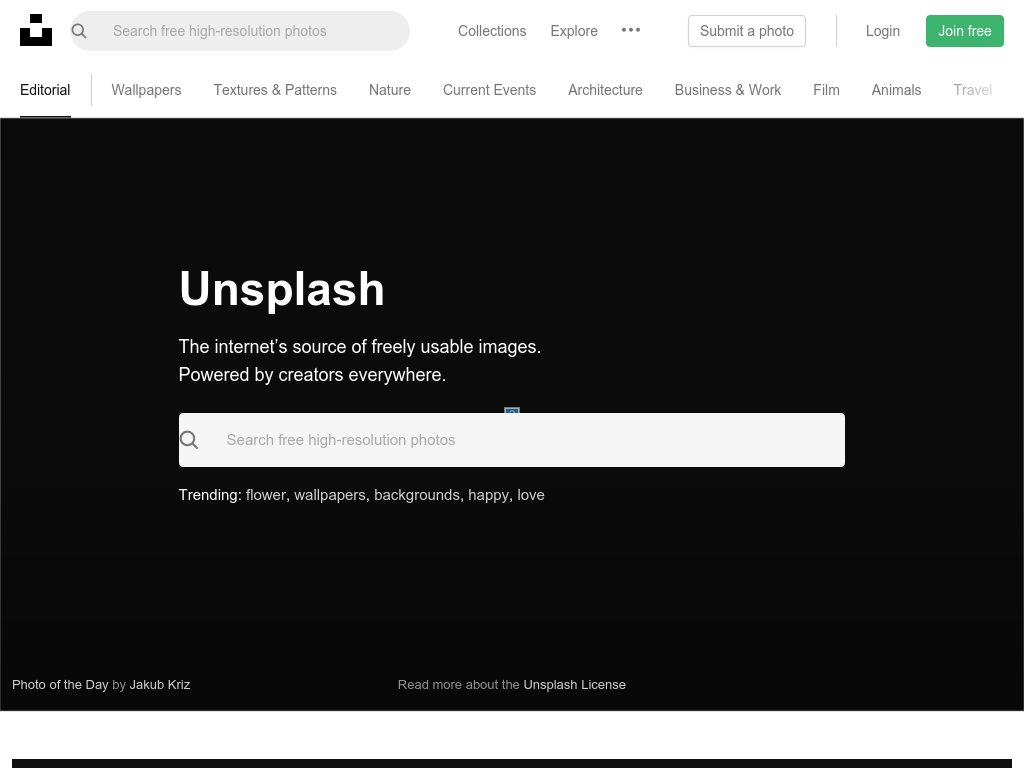 Search free high-resolution photos
Collections
Explore
Submit a photo
Login
Join free
Editorial
Wallpapers
Textures & Patterns
Nature
Current Events
Architecture
Business & Work
Film
Animals
Travel
Unsplash
The internet’s source of freely usable images.
Powered by creators everywhere.
Search free high-resolution photos
Trending: flower, wallpapers, backgrounds, happy, love
Photo of the Day by Jakub Kriz
Read more about the Unsplash License